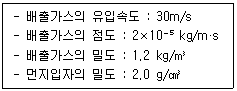 - 배출가스의 유입속도 : 30m/s
- 배출가스의 점도 : 2×10⁻⁵ kg/m·s
- 배출가스의 밀도 : 1.2 kg/㎥
- 먼지입자의 밀도 : 2.0 g/㎤